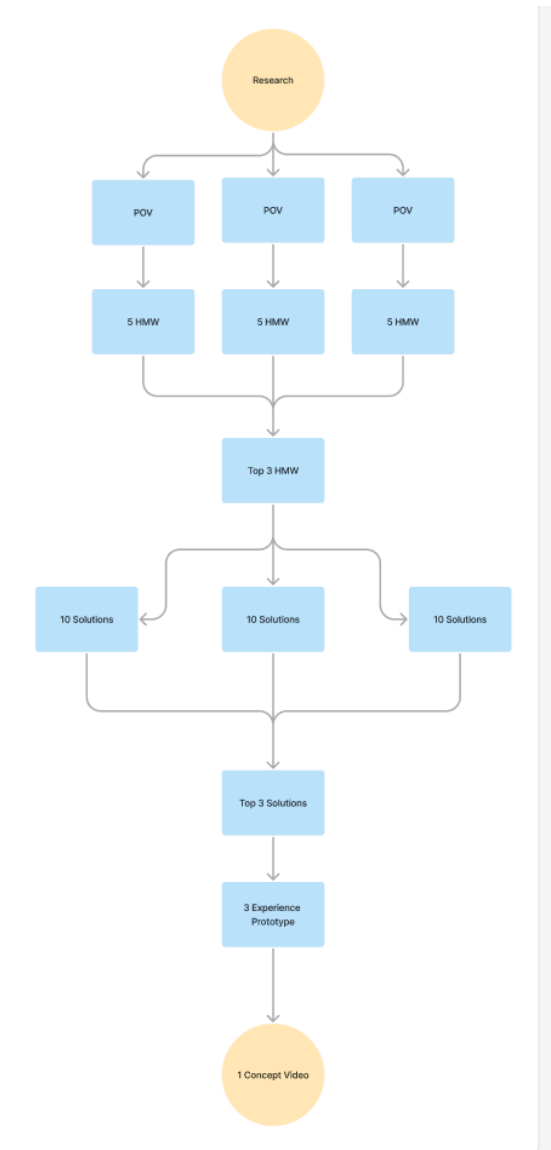 Research
POV
POV
POV
5 HMW
5 HMW
5 HMW
Top 3 HMW
10 Solutions
10 Solutions
10 Solutions
Top 3 Solutions
3 Experience
Prototype
1 Concept Video